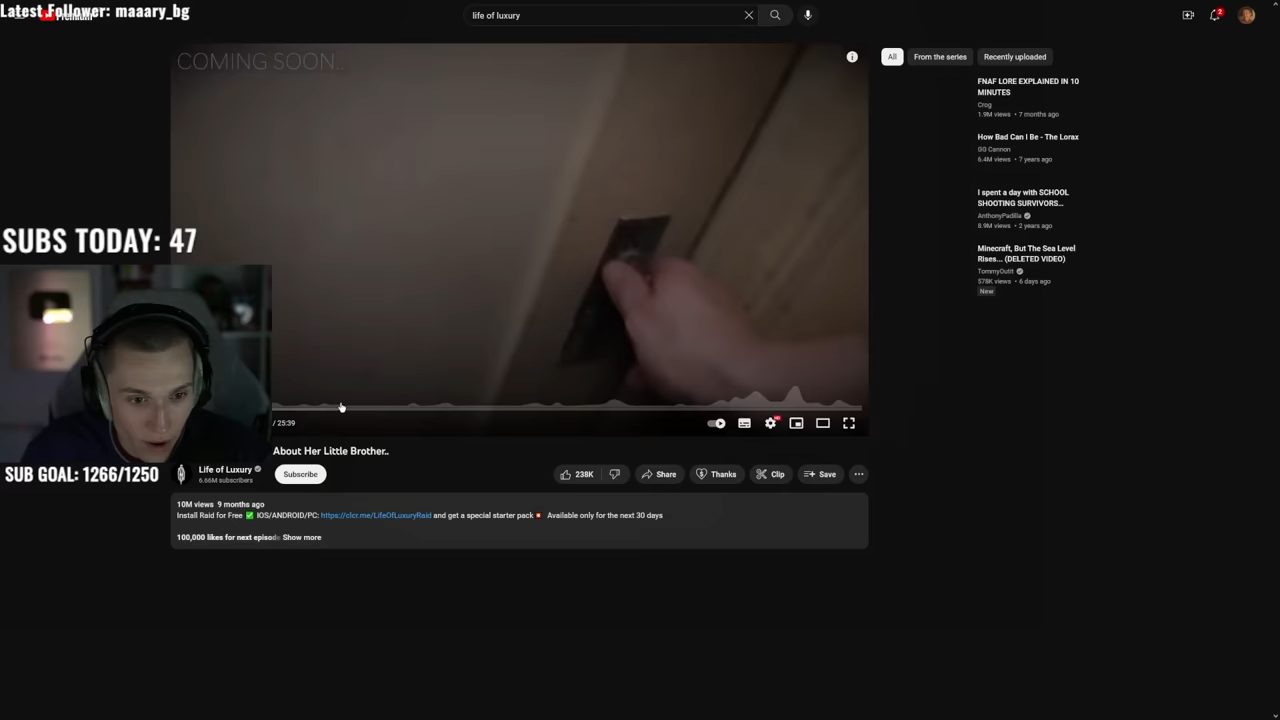 Latest Follower: maaary_bg
life of luxury
2
COMING SOON...
All
From the series
Recently uploaded
FNAF LORE EXPLAINED IN 10
MINUTES
Crog
1.9M views • 7 months ago
How Bad Can I Be - The Lorax
GG Cannon
6.4M views • 7 years ago
I spent a day with SCHOOL
SHOOTING SURVIVORS...
AnthonyPadilla
8.9M views • 2 years ago
Minecraft, But The Sea Level
Rises... (DELETED VIDEO)
TommyOutit
578K views • 6 days ago
New
SUBS TODAY: 47
/ 25:39
About Her Little Brother..
SUB GOAL: 1266/1250
Life of Luxury
6.66M subscribers
Subscribe
238K
Share
Thanks
Clip
Save
10M views 9 months ago
Install Raid for Free ✅ IOS/ANDROID/PC: https://clcr.me/LifeOfLuxuryRaid and get a special starter pack💥 Available only for the next 30 days
100,000 likes for next episode Show more